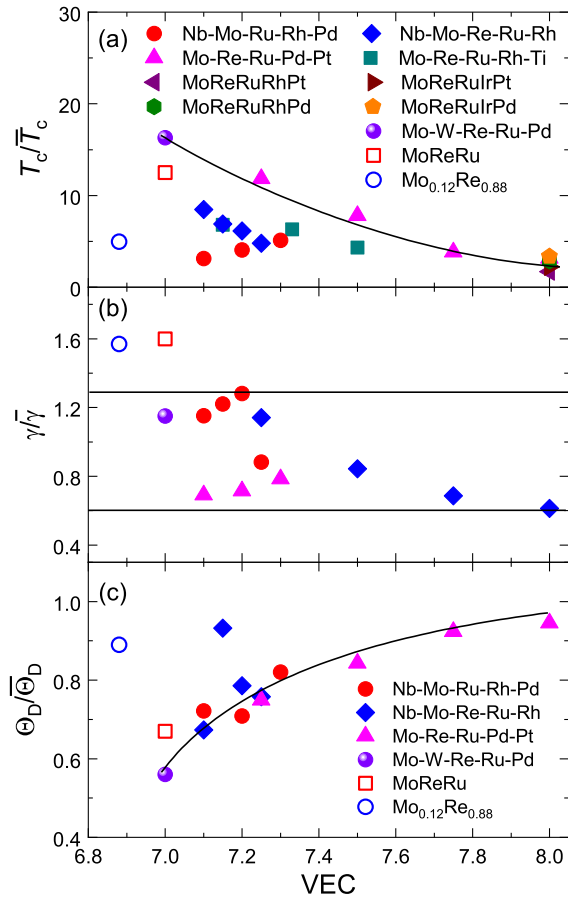 (a)
Nb-Mo-Ru-Rh-Pd
Nb-Mo-Re-Ru-Rh
Mo-Re-Ru-Pd-Pt
Mo-Re-Ru-Rh-Ti
MoReRuRhPt
MoReRuIrPt
MoReRuRhPd
MoReRuIrPd
Mo-W-Re-Ru-Pd
MoReRu
Mo0.12Re0.88
30
20
10
0
Tc/T̅c
(b)
1.6
1.2
0.8
0.4
γ/γ̅
(c)
1.0
0.8
0.6
0.4
ΘD/Θ̅D
Nb-Mo-Ru-Rh-Pd
Nb-Mo-Re-Ru-Rh
Mo-Re-Ru-Pd-Pt
Mo-W-Re-Ru-Pd
MoReRu
Mo0.12Re0.88
6.8 7.0 7.2 7.4 7.6 7.8 8.0
VEC